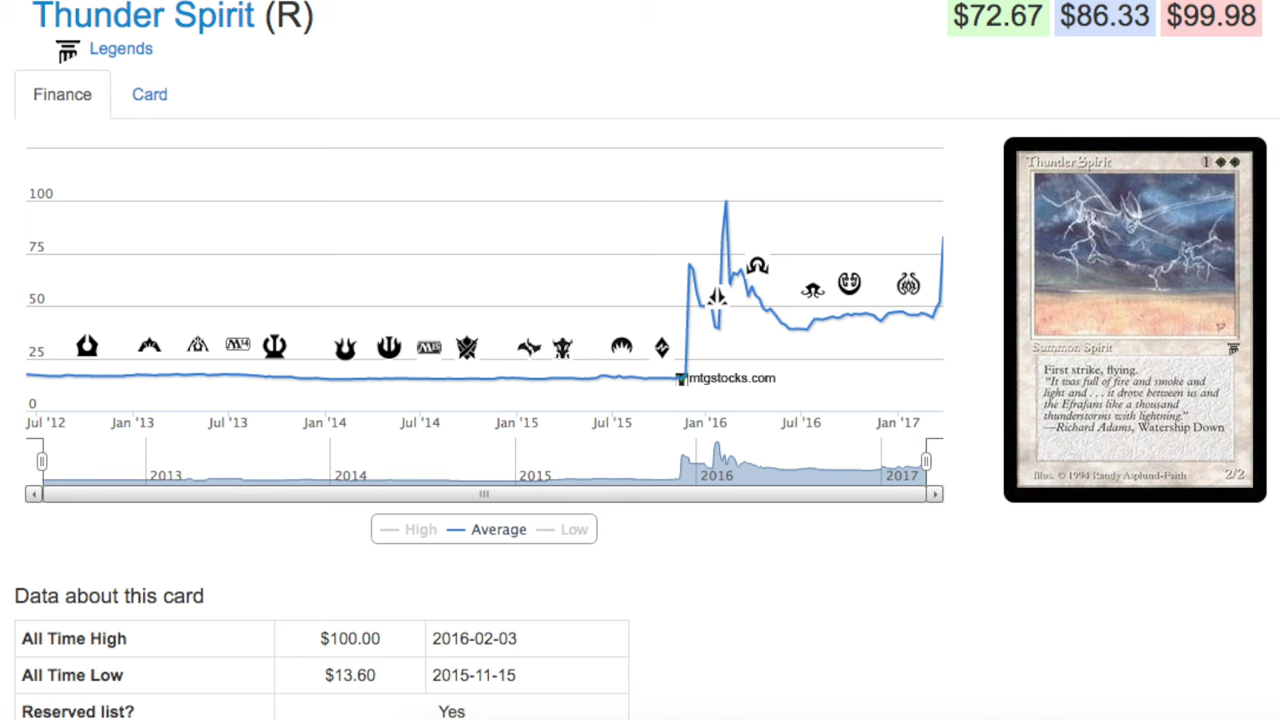 Thunder Spirit (R)
$72.67 $86.33 $99.98
Legends
Finance Card
100
75
50
25
0
M14
M15
mtgstocks.com
Jul '12 Jan '13 Jul '13 Jan '14 Jul '14 Jan '15 Jul '15 Jan '16 Jul '16 Jan '17
2013 2014 2015 2016 2017
High Average Low
Thunder Spirit 1
Summon Spirit
First strike, flying.
"It was full of fire and smoke and
light and . . . it drove between us and
the Efrafans like a thousand
thunderstorms with lightning."
—Richard Adams, Watership Down
Illus. © 1994 Randy Asplund-Faith 2/2
Data about this card
All Time High $100.00 2016-02-03
All Time Low $13.60 2015-11-15
Reserved list? Yes